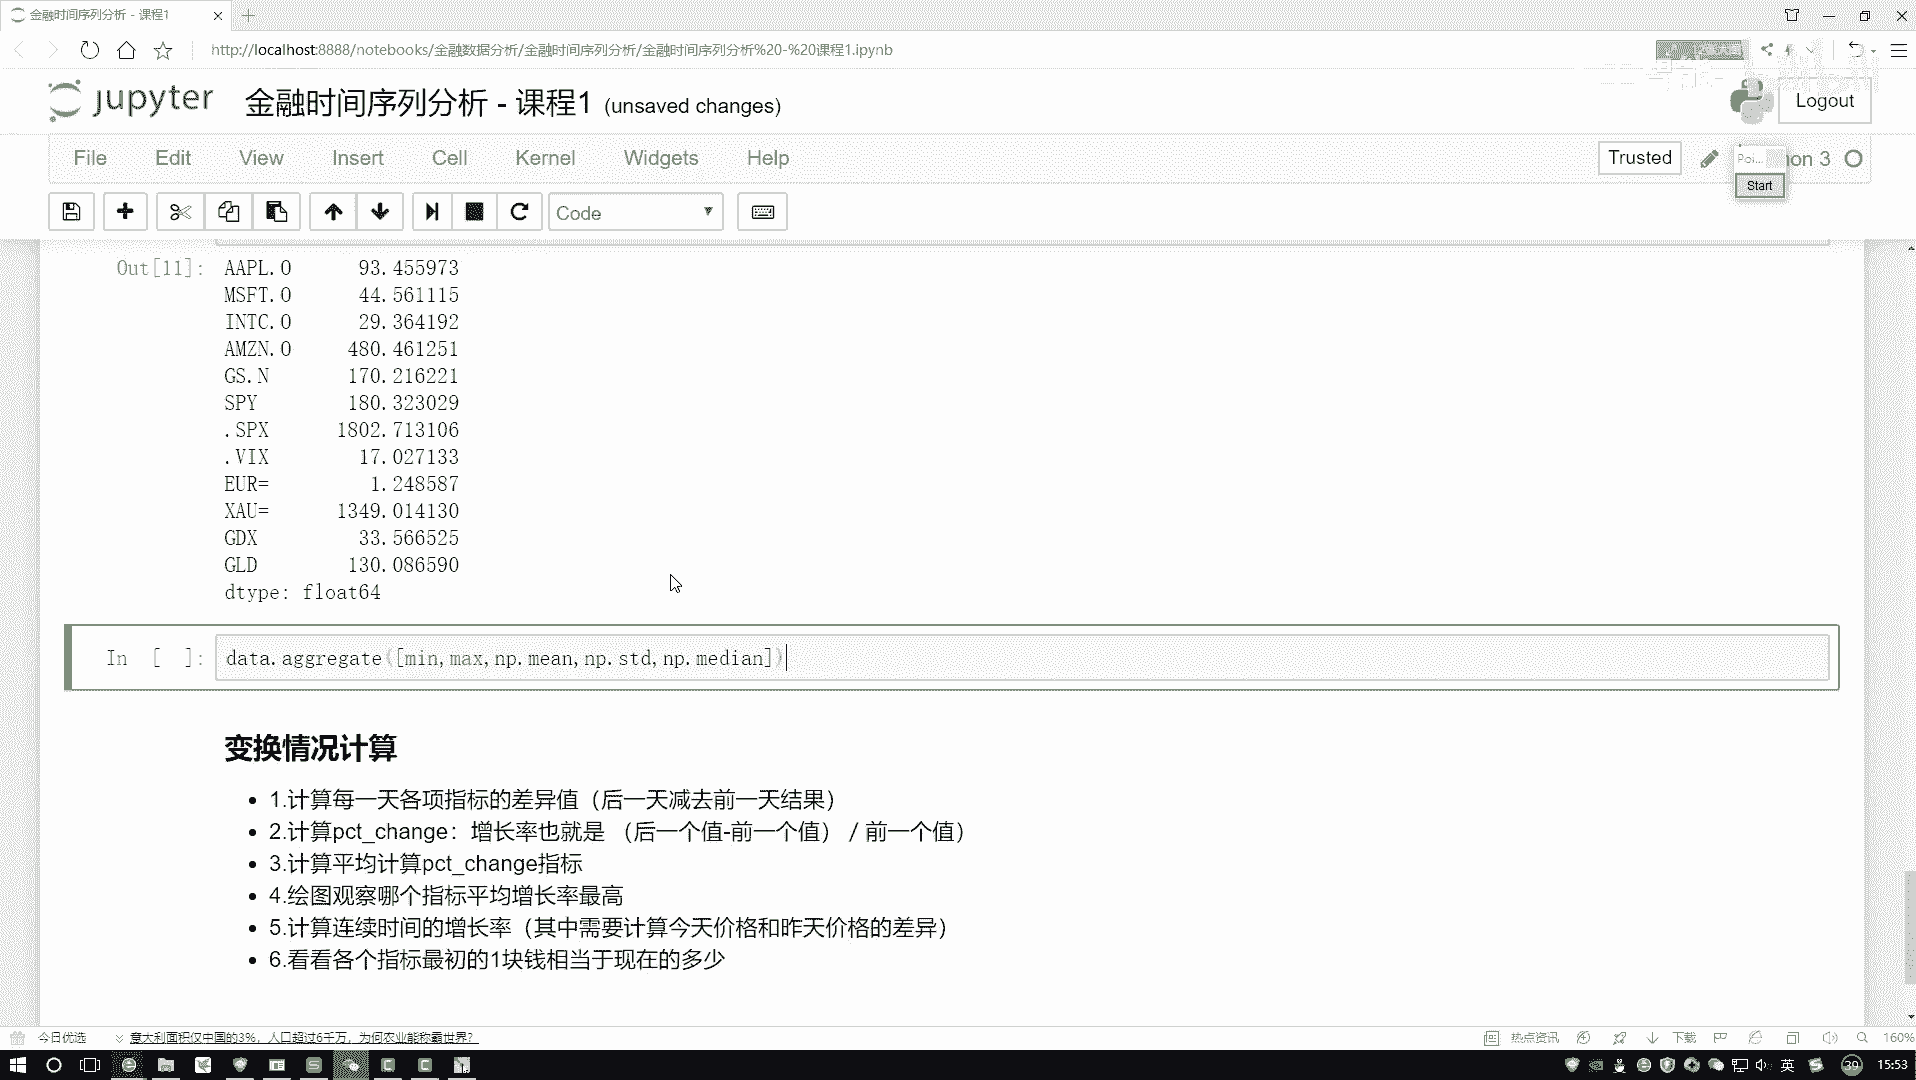 金融时间序列分析 - 课程1
http://localhost:8888/notebooks/金融数据分析/金融时间序列分析/金融时间序列分析%20-%20课程1.ipynb
jupyter 金融时间序列分析 - 课程1 (unsaved changes)
Logout
File Edit View Insert Cell Kernel Widgets Help
Trusted
Poi...
on 3
Start
Code
Out[11]: AAPL.O 93.455973
MSFT.O 44.561115
INTC.O 29.364192
AMZN.O 480.461251
GS.N 170.216221
SPY 180.323029
.SPX 1802.713106
.VIX 17.027133
EUR= 1.248587
XAU= 1349.014130
GDX 33.566525
GLD 130.086590
dtype: float64
In [ ]: data.aggregate([min,max,np.mean,np.std,np.median])
变换情况计算
1.计算每一天各项指标的差异值（后一天减去前一天结果）
2.计算pct_change：增长率也就是 （后一个值-前一个值） / 前一个值）
3.计算平均计算pct_change指标
4.绘图观察哪个指标平均增长率最高
5.计算连续时间的增长率（其中需要计算今天价格和昨天价格的差异）
6.看看各个指标最初的1块钱相当于现在的多少
今日优选
意大利面积仅中国的3%，人口超过6千万，为何农业能称霸世界？
热点资讯
下载
160%
英
39
15:53